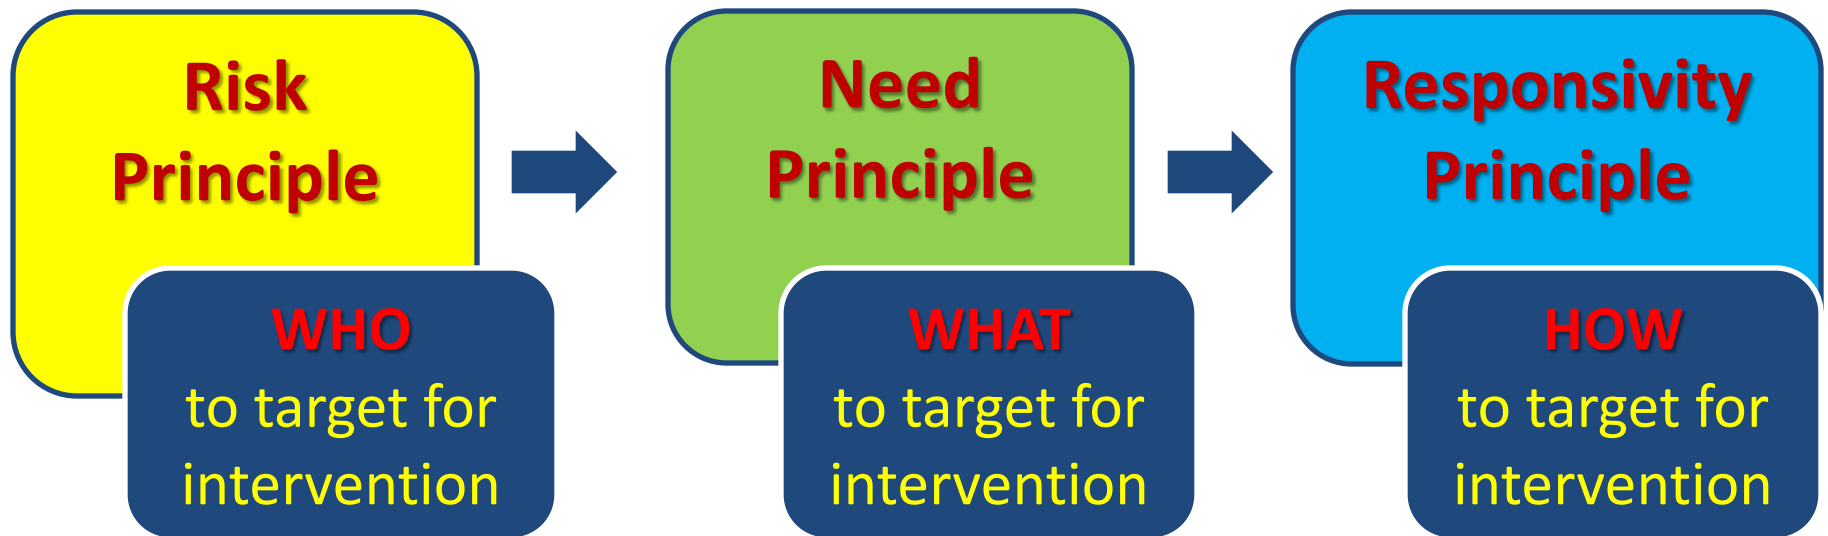 Risk
Principle
WHO
to target for
intervention
Need
Principle
WHAT
to target for
intervention
Responsivity
Principle
HOW
to target for
intervention